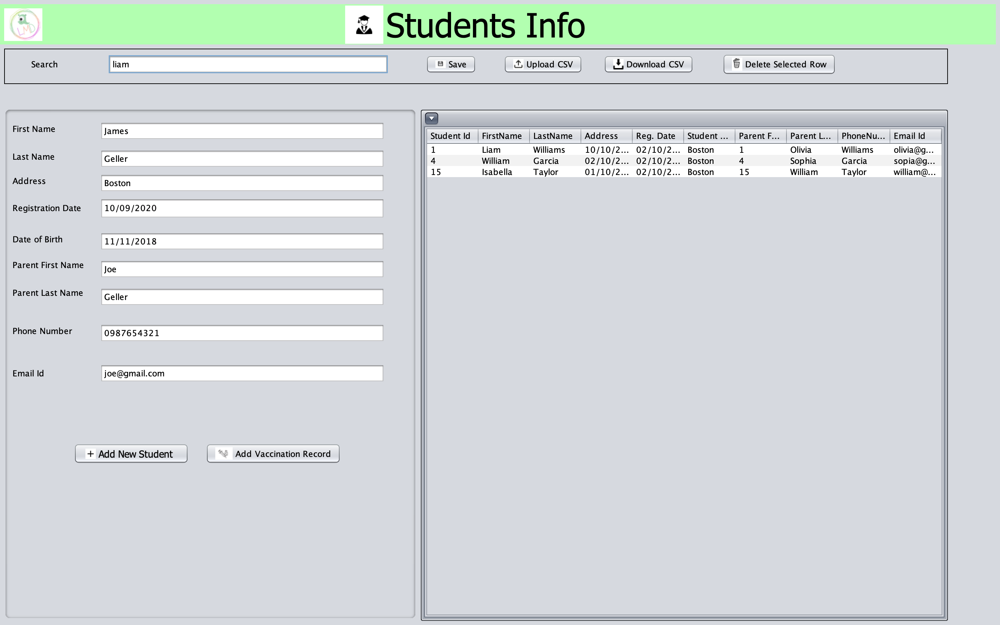 LMD
Students Info
Search liam Save Upload CSV Download CSV Delete Selected Row
First Name James
Last Name Geller
Address Boston
Registration Date 10/09/2020
Date of Birth 11/11/2018
Parent First Name Joe
Parent Last Name Geller
Phone Number 0987654321
Email Id joe@gmail.com
+ Add New Student Add Vaccination Record
Student Id FirstName LastName Address Reg. Date Student ... Parent F... Parent L... PhoneNu... Email Id
1 Liam Williams 10/10/2... 02/10/2... Boston 1 Olivia Williams olivia@g...
4 William Garcia 02/10/2... 02/10/2... Boston 4 Sophia Garcia sopia@g...
15 Isabella Taylor 01/10/2... 02/10/2... Boston 15 William Taylor william@...